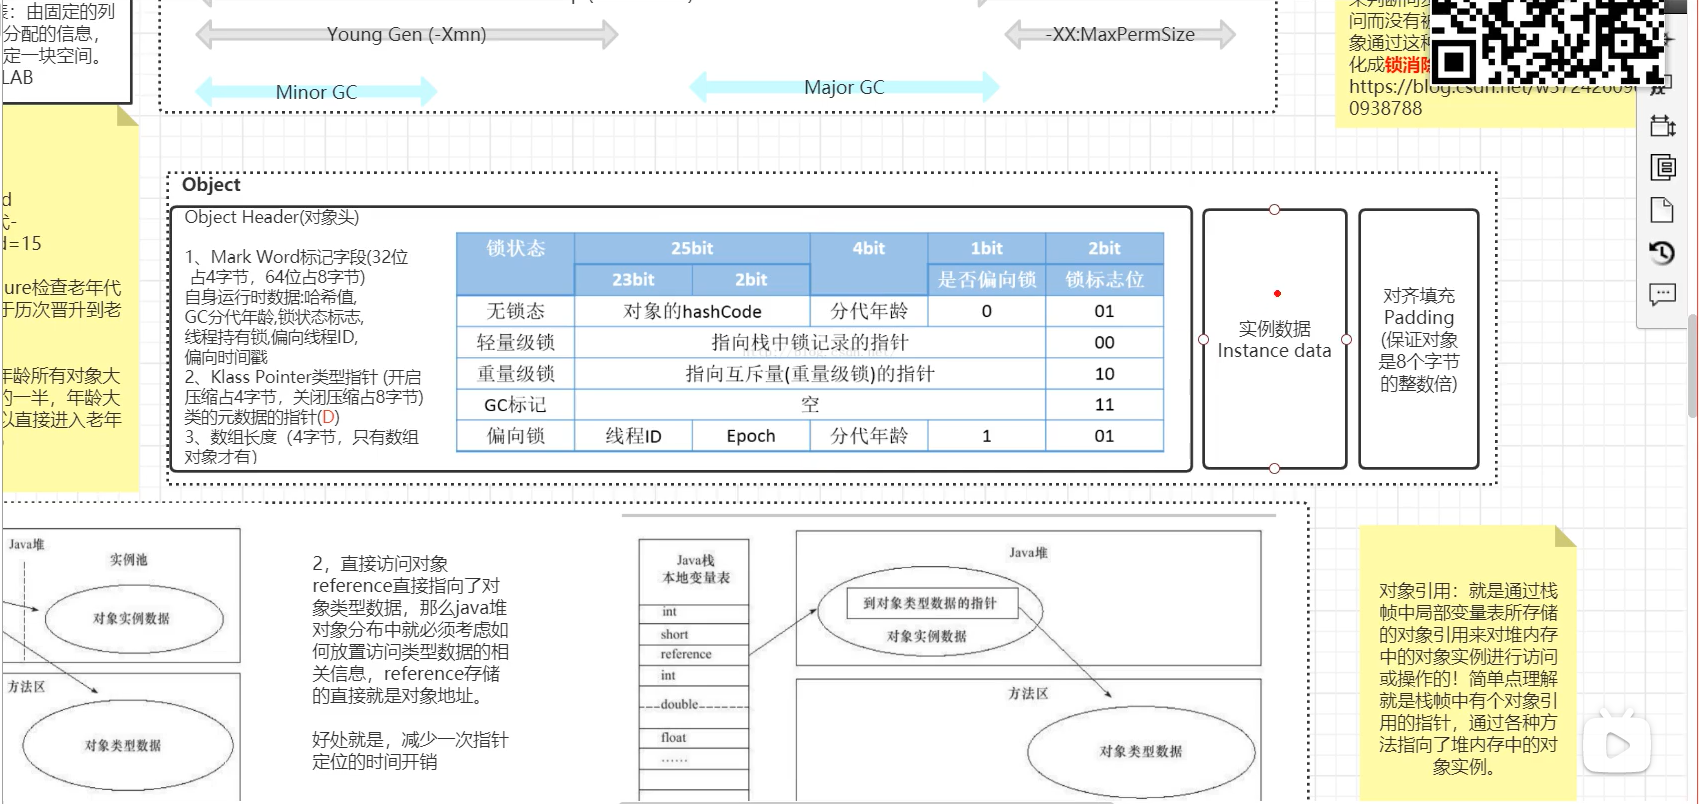 表：由固定的列
分配的信息，
定一块空间。
LAB
Young Gen (-Xmn)
-XX:MaxPermSize
Minor GC
Major GC
问而没有被
象通过这种
化成锁消除
https://blog.csdn.net/w372426096
0938788
d
式-
d=15
ure检查老年代
于历次晋升到老
年龄所有对象大
的一半，年龄大
以直接进入老年
Object
Object Header(对象头)
1、Mark Word标记字段(32位
占4字节，64位占8字节)
自身运行时数据:哈希值,
GC分代年龄,锁状态标志,
线程持有锁,偏向线程ID,
偏向时间戳
2、Klass Pointer类型指针 (开启
压缩占4字节，关闭压缩占8字节)
类的元数据的指针(D)
3、数组长度（4字节，只有数组
对象才有）
锁状态 25bit 4bit 1bit 2bit
23bit 2bit 是否偏向锁 锁标志位
无锁态 对象的hashCode 分代年龄 0 01
轻量级锁 指向栈中锁记录的指针 00
重量级锁 指向互斥量(重量级锁)的指针 10
GC标记 空 11
偏向锁 线程ID Epoch 分代年龄 1 01
实例数据
Instance data
对齐填充
Padding
(保证对象
是8个字节
的整数倍)
Java堆
实例池
对象实例数据
方法区
对象类型数据
2，直接访问对象
reference直接指向了对
象类型数据，那么java堆
对象分布中就必须考虑如
何放置访问类型数据的相
关信息，reference存储
的直接就是对象地址。
好处就是，减少一次指针
定位的时间开销
Java栈
本地变量表
int
short
reference
int
double
float
……
Java堆
到对象类型数据的指针
对象实例数据
方法区
对象类型数据
对象引用：就是通过栈
帧中局部变量表所存储
的对象引用来对堆内存
中的对象实例进行访问
或操作的！简单点理解
就是栈帧中有个对象引
用的指针，通过各种方
法指向了堆内存中的对
象实例。